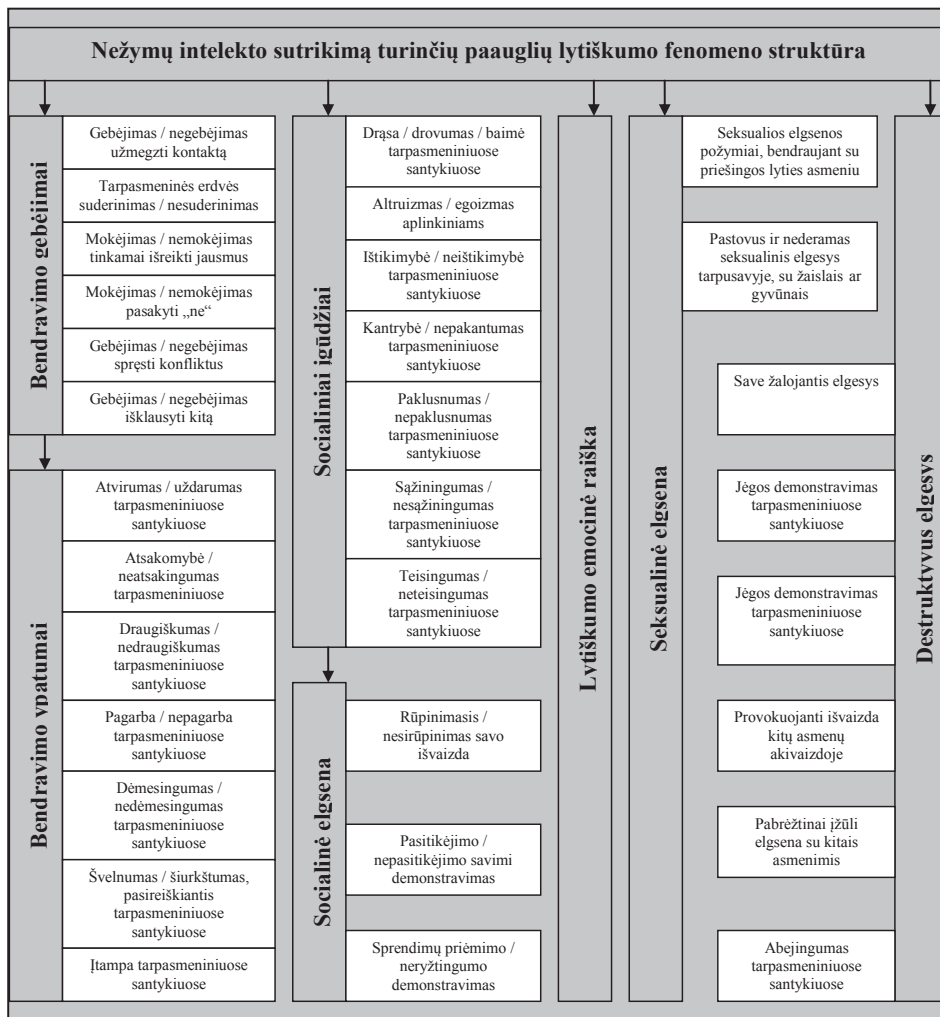 Nežymų intelekto sutrikimą turinčių paauglių lytiškumo fenomeno struktūra
Bendravimo gebėjimai
Gebėjimas / negebėjimas
užmegzti kontaktą
Tarpasmeninės erdvės
suderinimas / nesuderinimas
Mokėjimas / nemokėjimas
tinkamai išreikti jausmus
Mokėjimas / nemokėjimas
pasakyti „ne“
Gebėjimas / negebėjimas
spręsti konfliktus
Gebėjimas / negebėjimas
išklausyti kitą
Bendravimo ypatumai
Atvirumas / uždarumas
tarpasmeniniuose
santykiuose
Atsakomybė /
neatsakingumas
tarpasmeniniuose
Draugiškumas /
nedraugiškumas
tarpasmeniniuose
santykiuose
Pagarba / nepagarba
tarpasmeniniuose
santykiuose
Dėmesingumas /
nedėmesingumas
tarpasmeniniuose
santykiuose
Švelnumas / šiurkštumas,
pasireiškiantis
tarpasmeniniuose
santykiuose
Įtampa tarpasmeniniuose
santykiuose
Socialiniai įgūdžiai
Drąsa / drovumas / baimė
tarpasmeniniuose
santykiuose
Altruizmas / egoizmas
aplinkiniams
Ištikimybė / neištikimybė
tarpasmeniniuose
santykiuose
Kantrybė / nepakantumas
tarpasmeniniuose
santykiuose
Paklusnumas /
nepaklusnumas
tarpasmeniniuose
santykiuose
Sąžiningumas /
nesąžiningumas
tarpasmeniniuose
santykiuose
Teisingumas /
neteisingumas
tarpasmeniniuose
santykiuose
Socialinė elgsena
Rūpinimasis /
nesirūpinimas savo
išvaizda
Pasitikėjimo /
nepasitikėjimo savimi
demonstravimas
Sprendimų priėmimo /
neryžtingumo
demonstravimas
Lytiškumo emocinė raiška
Seksualinė elgsena
Seksualios elgsenos
požymiai, bendraujant su
priešingos lyties asmeniu
Pastovus ir nederamas
seksualinis elgesys
tarpusavyje, su žaislais ar
gyvūnais
Destruktyvus elgesys
Save žalojantis elgesys
Jėgos demonstravimas
tarpasmeniniuose
santykiuose
Jėgos demonstravimas
tarpasmeniniuose
santykiuose
Provokuojanti išvaizda
kitų asmenų
akivaizdoje
Pabrėžtinai įžūli
elgsena su kitais
asmenimis
Abejingumas
tarpasmeniniuose
santykiuose